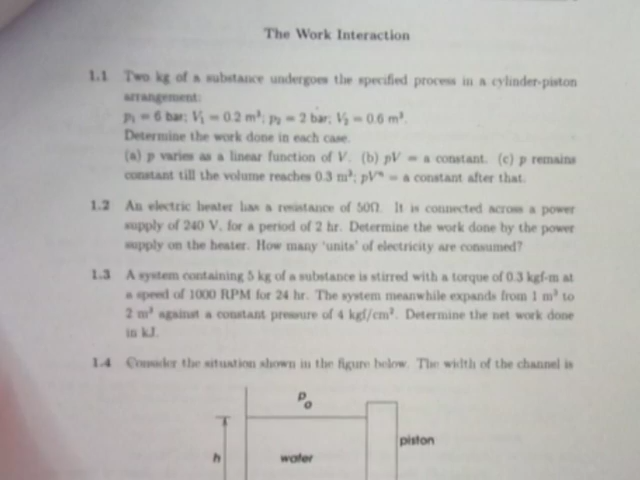 The Work Interaction
1.1 Two kg of a substance undergoes the specified process in a cylinder-piston
arrangement:
p₁ = 6 bar; V₁ = 0.2 m³; p₂ = 2 bar; V₂ = 0.6 m³.
Determine the work done in each case.
(a) p varies as a linear function of V. (b) pV = a constant. (c) p remains
constant till the volume reaches 0.3 m³; pVⁿ = a constant after that.
1.2 An electric heater has a resistance of 50Ω. It is connected across a power
supply of 240 V, for a period of 2 hr. Determine the work done by the power
supply on the heater. How many 'units' of electricity are consumed?
1.3 A system containing 5 kg of a substance is stirred with a torque of 0.3 kgf-m at
a speed of 1000 RPM for 24 hr. The system meanwhile expands from 1 m³ to
2 m³ against a constant pressure of 4 kgf/cm². Determine the net work done
in kJ.
1.4 Consider the situation shown in the figure below. The width of the channel is
P₀
piston
h water